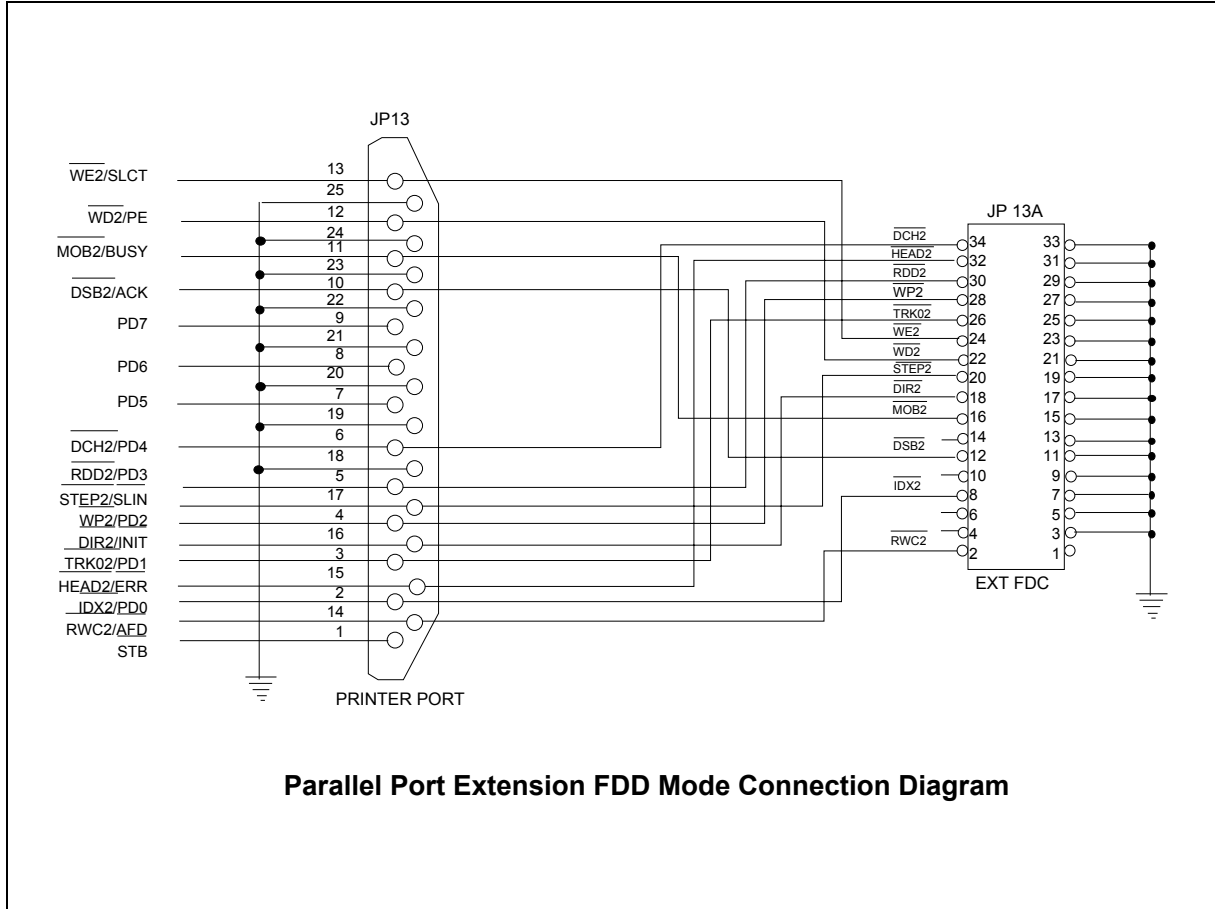 JP13
WE2/SLCT
WD2/PE
MOB2/BUSY
DSB2/ACK
PD7
PD6
PD5
DCH2/PD4
RDD2/PD3
STEP2/SLIN
WP2/PD2
DIR2/INIT
TRK02/PD1
HEAD2/ERR
IDX2/PD0
RWC2/AFD
STB
13
25
12
24
11
23
10
22
9
21
8
20
7
19
6
18
5
17
4
16
3
15
2
14
1
PRINTER PORT
DCH2
HEAD2
RDD2
WP2
TRK02
WE2
WD2
STEP2
DIR2
MOB2
DSB2
IDX2
RWC2
JP 13A
34 33
32 31
30 29
28 27
26 25
24 23
22 21
20 19
18 17
16 15
14 13
12 11
10 9
8 7
6 5
4 3
2 1
EXT FDC
Parallel Port Extension FDD Mode Connection Diagram